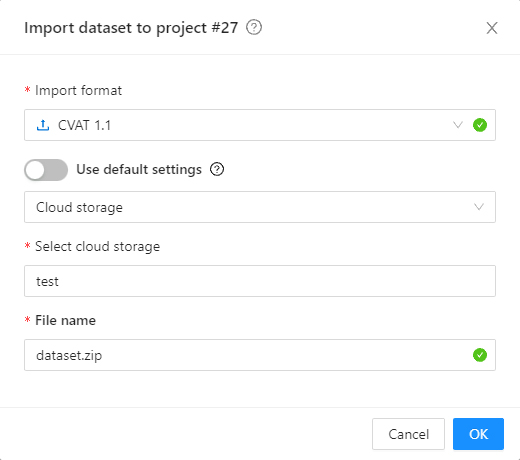 Import dataset to project #27
* Import format
CVAT 1.1
Use default settings
Cloud storage
* Select cloud storage
test
* File name
dataset.zip
Cancel OK